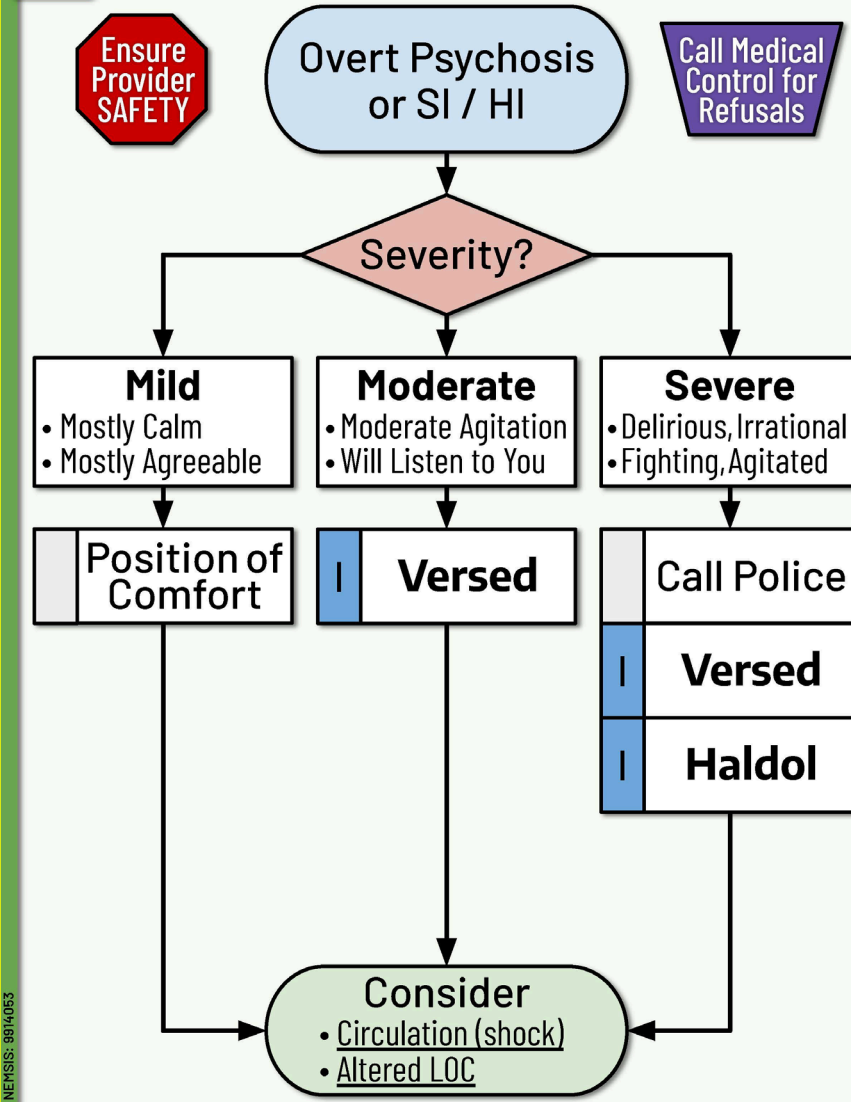 Ensure
Provider
SAFETY
Overt Psychosis
or SI / HI
Call Medical
Control for
Refusals
Severity?
Mild
• Mostly Calm
• Mostly Agreeable
Moderate
• Moderate Agitation
• Will Listen to You
Severe
• Delirious, Irrational
• Fighting, Agitated
Position of
Comfort
I Versed
Call Police
I Versed
I Haldol
Consider
• Circulation (shock)
• Altered LOC
NEMSIS: 9914053